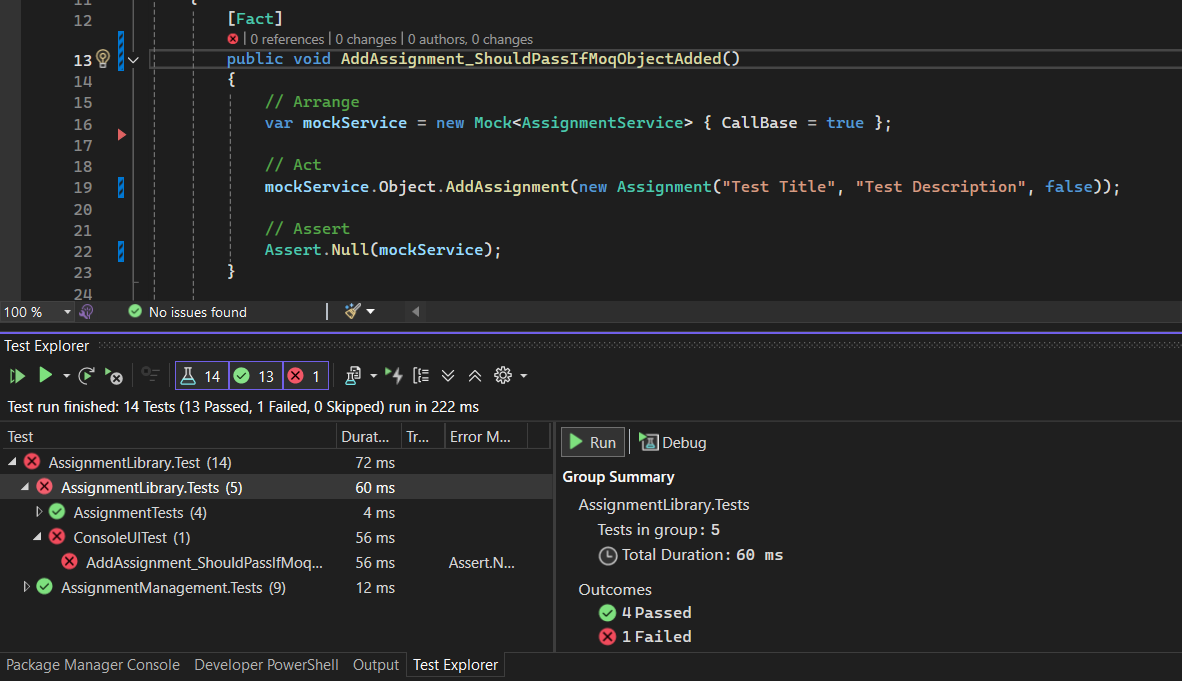 11 {
12 [Fact]
| 0 references | 0 changes | 0 authors, 0 changes
13 public void AddAssignment_ShouldPassIfMoqObjectAdded()
14 {
15 // Arrange
16 var mockService = new Mock<AssignmentService> { CallBase = true };
17
18 // Act
19 mockService.Object.AddAssignment(new Assignment("Test Title", "Test Description", false));
20
21 // Assert
22 Assert.Null(mockService);
23 }
24
100 % No issues found
Test Explorer
14 13 1
Test run finished: 14 Tests (13 Passed, 1 Failed, 0 Skipped) run in 222 ms
Test Durat... Tr... Error M...
AssignmentLibrary.Test (14) 72 ms
AssignmentLibrary.Tests (5) 60 ms
AssignmentTests (4) 4 ms
ConsoleUITest (1) 56 ms
AddAssignment_ShouldPassIfMoq... 56 ms Assert.N...
AssignmentManagement.Tests (9) 12 ms
Run Debug
Group Summary
AssignmentLibrary.Tests
Tests in group: 5
Total Duration: 60 ms
Outcomes
4 Passed
1 Failed
Package Manager Console Developer PowerShell Output Test Explorer